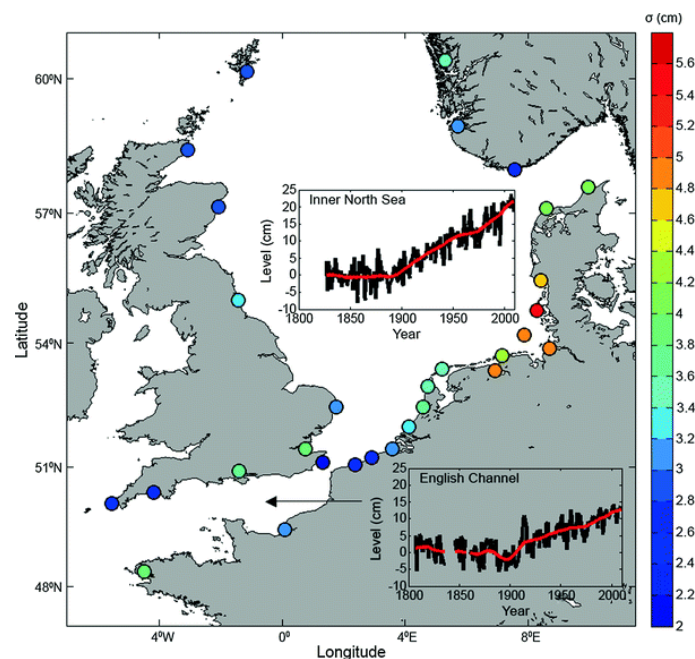 σ (cm)
60°N
57°N
54°N
51°N
48°N
Latitude
4°W
0°
4°E
8°E
Longitude
Inner North Sea
25
20
15
10
5
0
-5
-10
Level (cm)
1800
1850
1900
1950
2000
Year
English Channel
25
20
15
10
5
0
-5
-10
Level (cm)
1800
1850
1900
1950
2000
Year
5.6
5.4
5.2
5
4.8
4.6
4.4
4.2
4
3.8
3.6
3.4
3.2
3
2.8
2.6
2.4
2.2
2